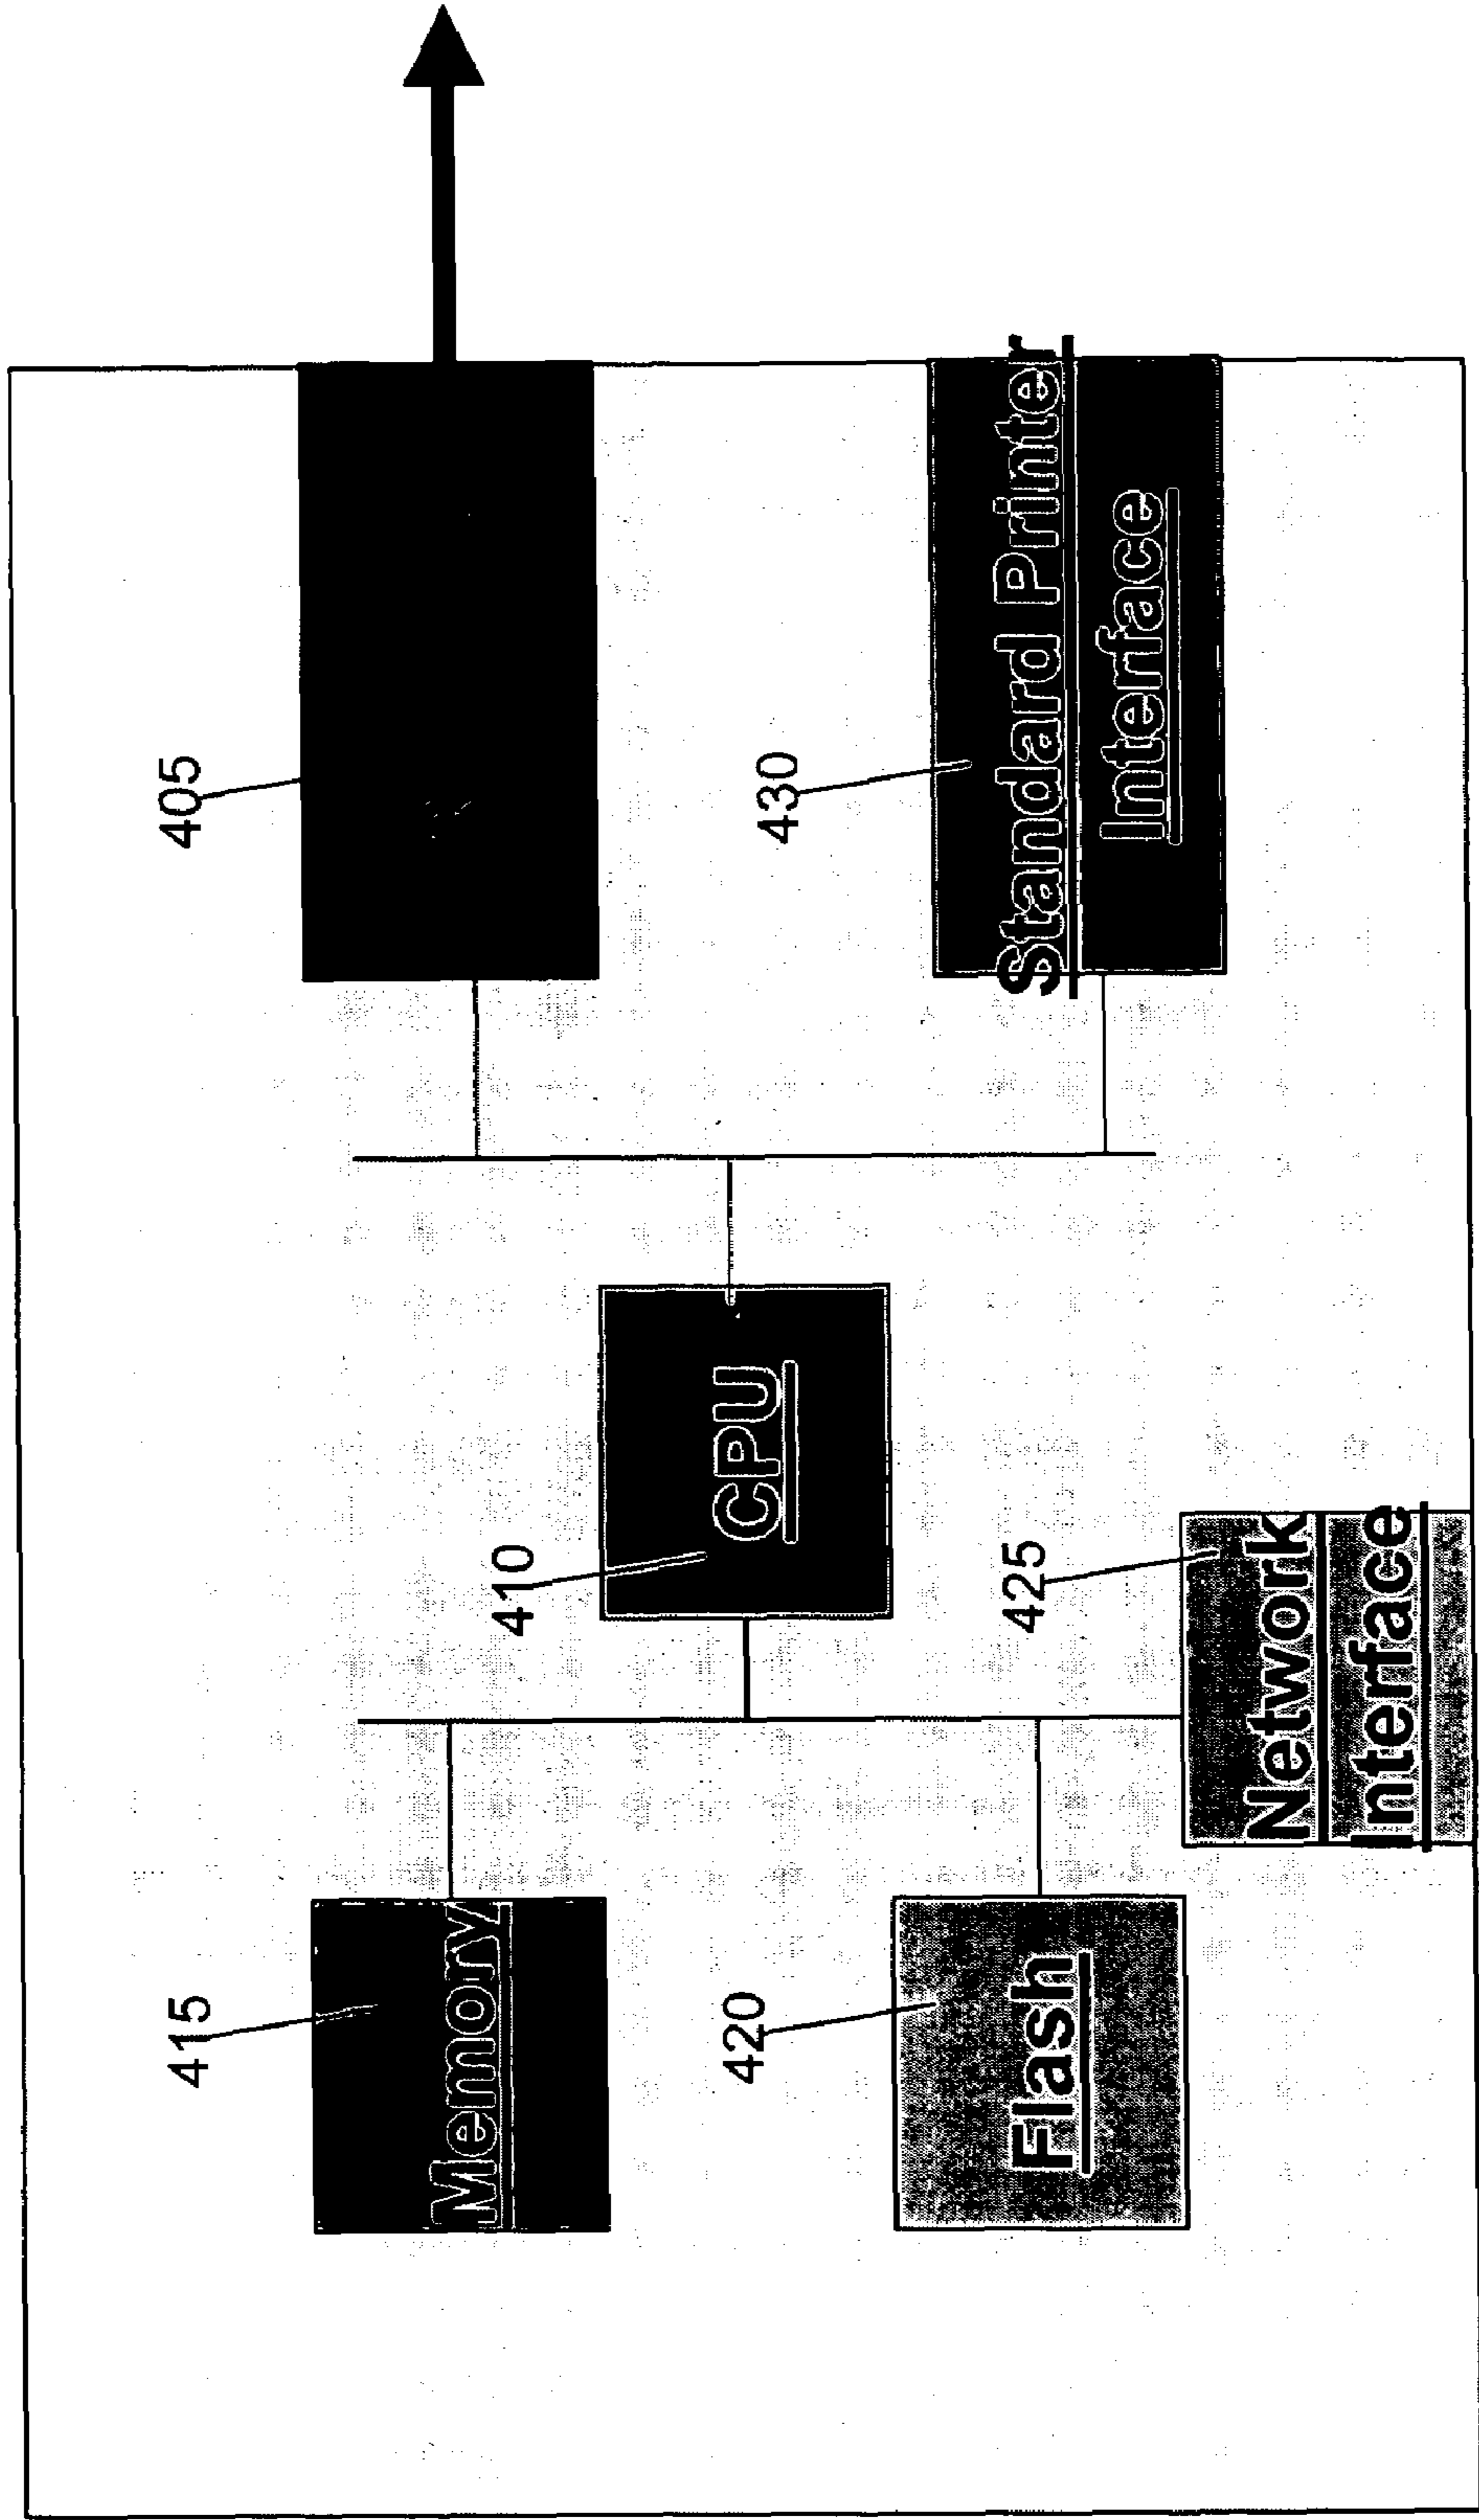 405
430
Standard Printer
Interface
410
CPU
425
Network
Interface
415
Memory
420
Flash